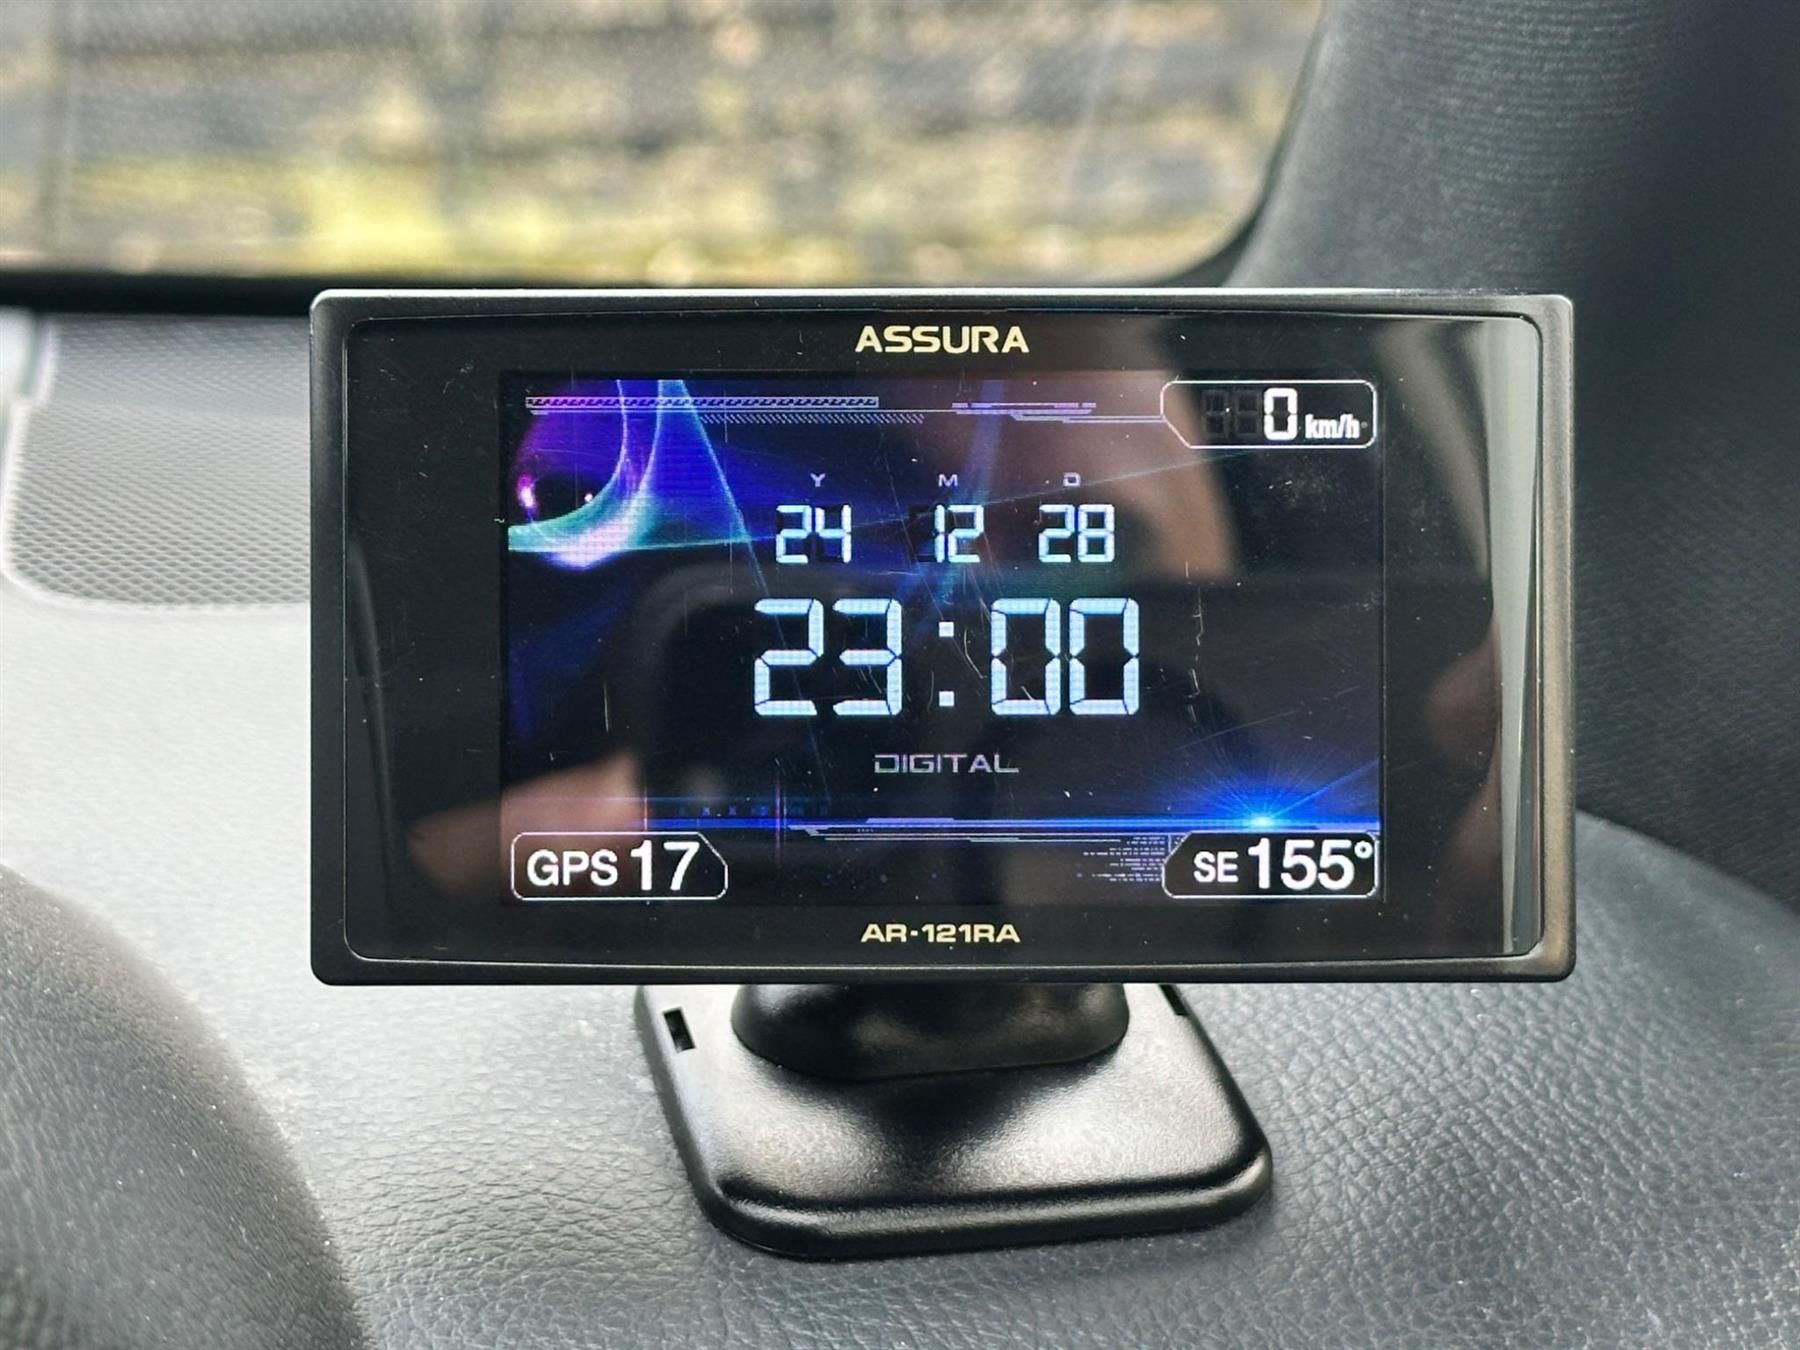 ASSURA
0 km/h
Y M D
24 12 28
23:00
DIGITAL
GPS 17
SE 155°
AR-121RA